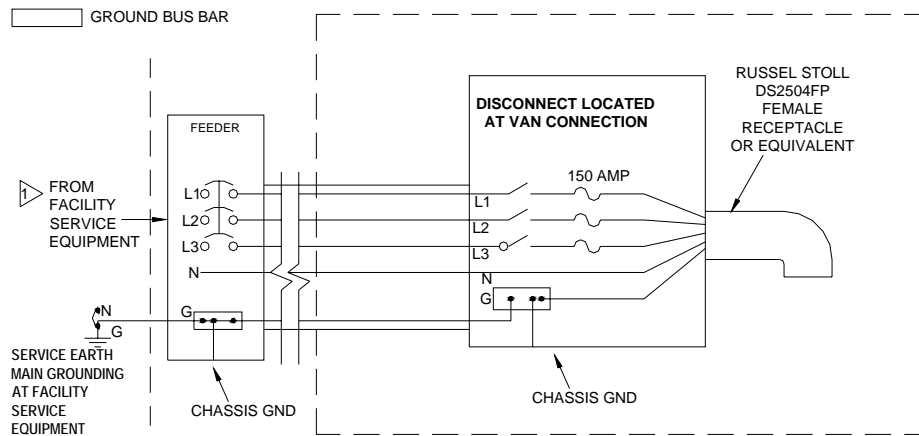 GROUND BUS BAR
RUSSEL STOLL
DS2504FP
FEMALE
RECEPTACLE
OR EQUIVALENT
DISCONNECT LOCATED
AT VAN CONNECTION
FEEDER
150 AMP
1
FROM
FACILITY
SERVICE
EQUIPMENT
L1
L2
L3
N
G
L1
L2
L3
N
G
N
G
SERVICE EARTH
MAIN GROUNDING
AT FACILITY
SERVICE
EQUIPMENT
CHASSIS GND
CHASSIS GND